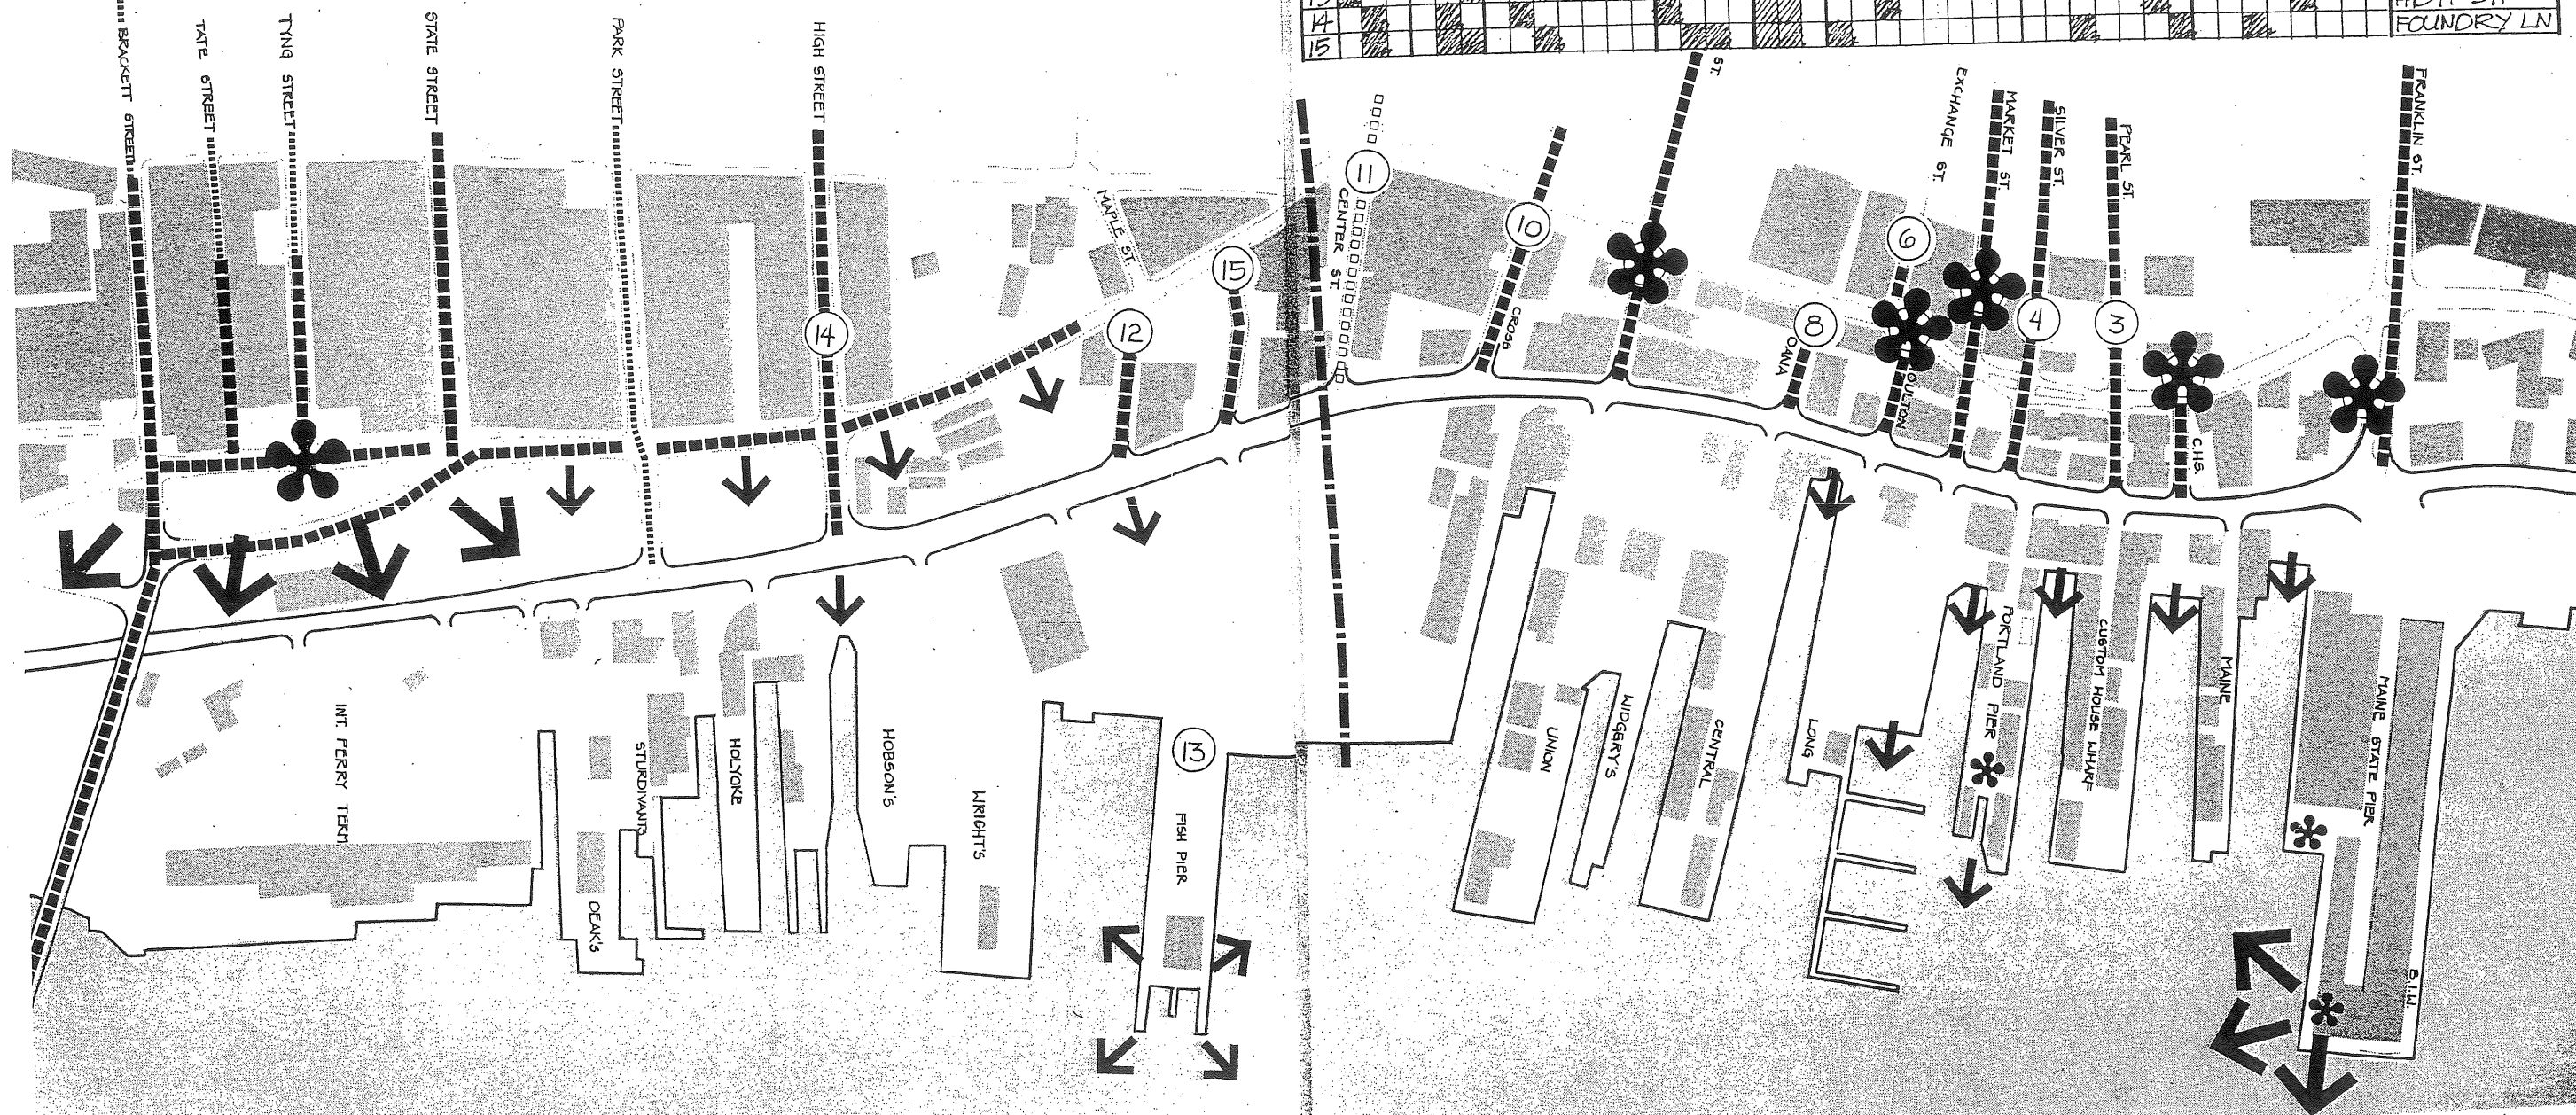 14
15
FOUNDRY LN
BRACKETT STREET
TATE STREET
TYNG STREET
STATE STREET
PARK STREET
HIGH STREET
MAPLE ST.
CENTER ST.
CROSS
ST.
DANA
EXCHANGE ST.
MOULTON
MARKET ST.
SILVER ST.
PEARL ST.
C.H.S.
FRANKLIN ST.
11
10
6
15
14
12
8
4
3
13
INT. FERRY TERM
DEAK'S
STURDIVANT
HOLYOKE
HOBSON'S
WRIGHT'S
FISH PIER
UNION
WIDGERY'S
CENTRAL
LONG
PORTLAND PIER
CUSTOM HOUSE WHARF
MAINE
MAINE STATE PIER
B.I.W.